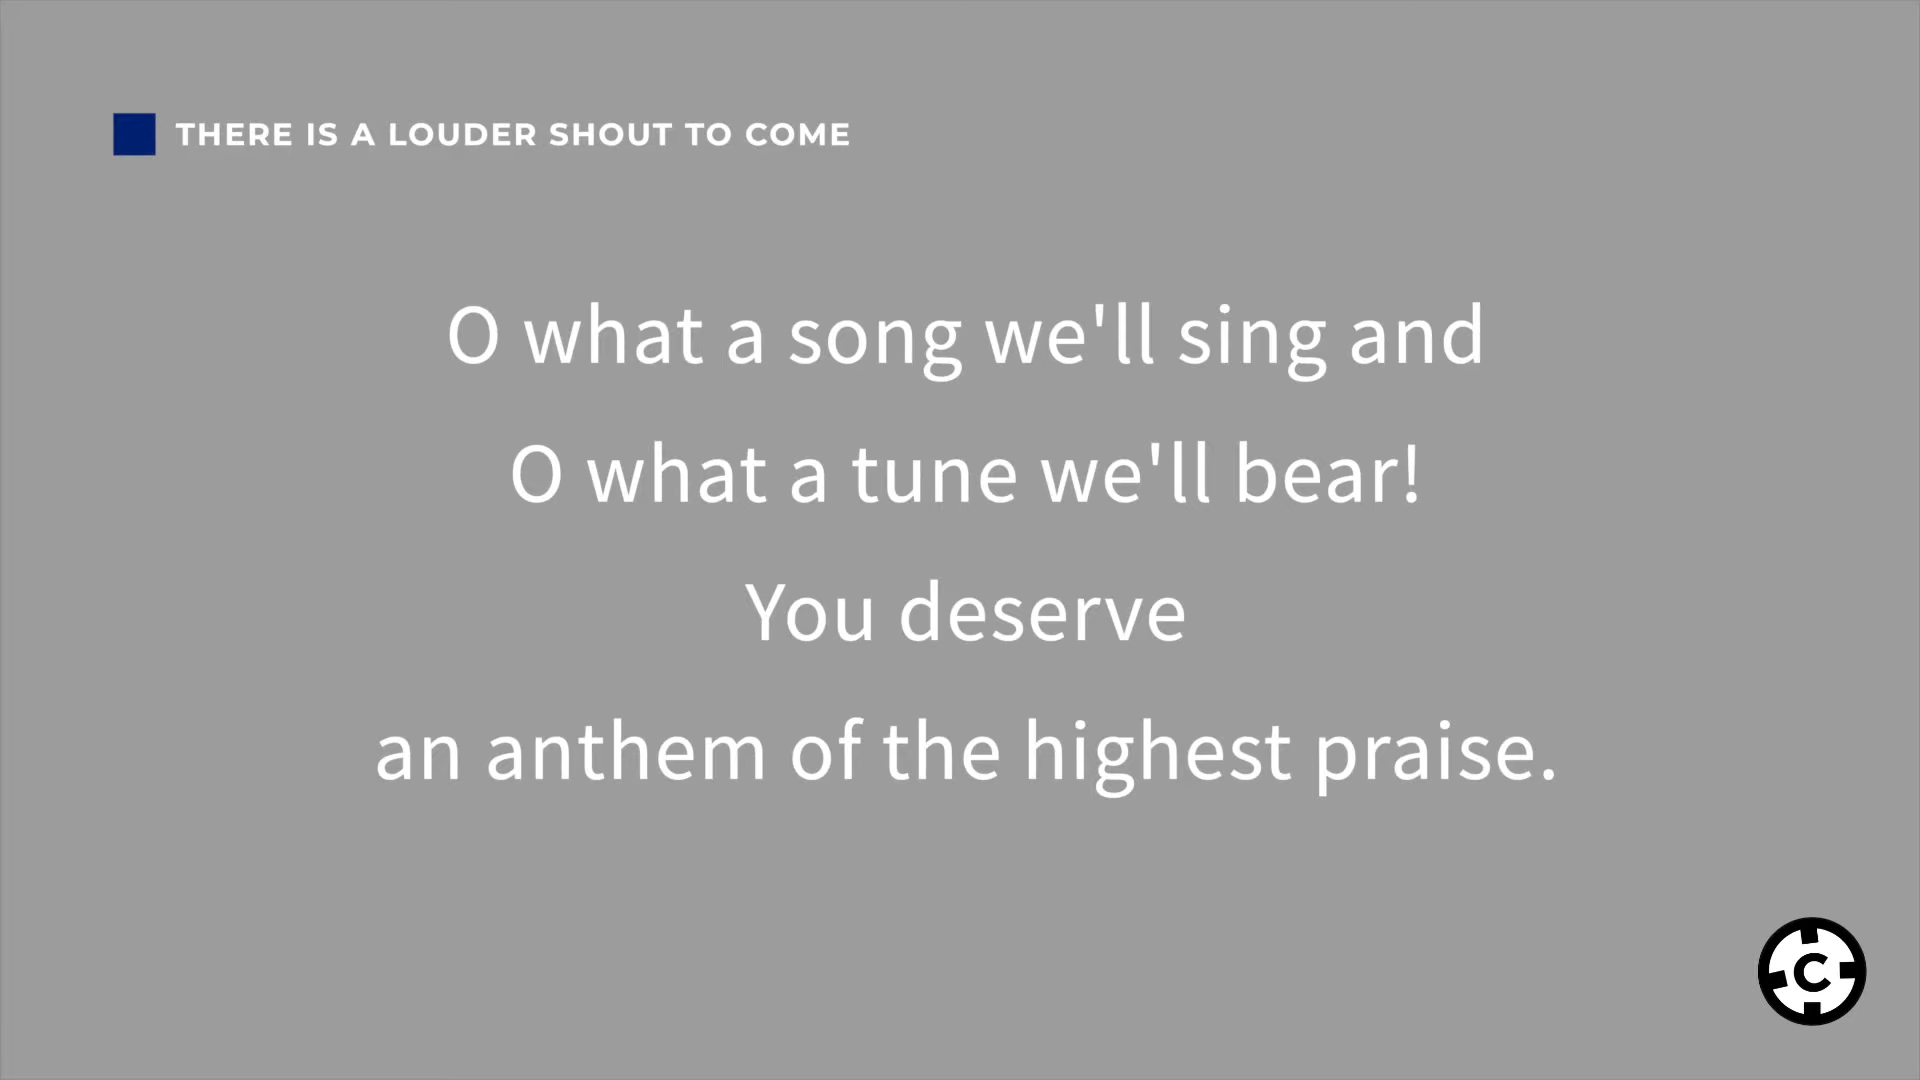 THERE IS A LOUDER SHOUT TO COME
O what a song we'll sing and
O what a tune we'll bear!
You deserve
an anthem of the highest praise.
C